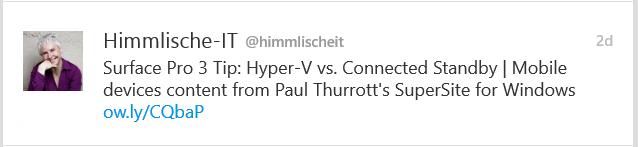 Himmlische-IT @himmlischeit 2d
Surface Pro 3 Tip: Hyper-V vs. Connected Standby | Mobile
devices content from Paul Thurrott's SuperSite for Windows
ow.ly/CQbaP